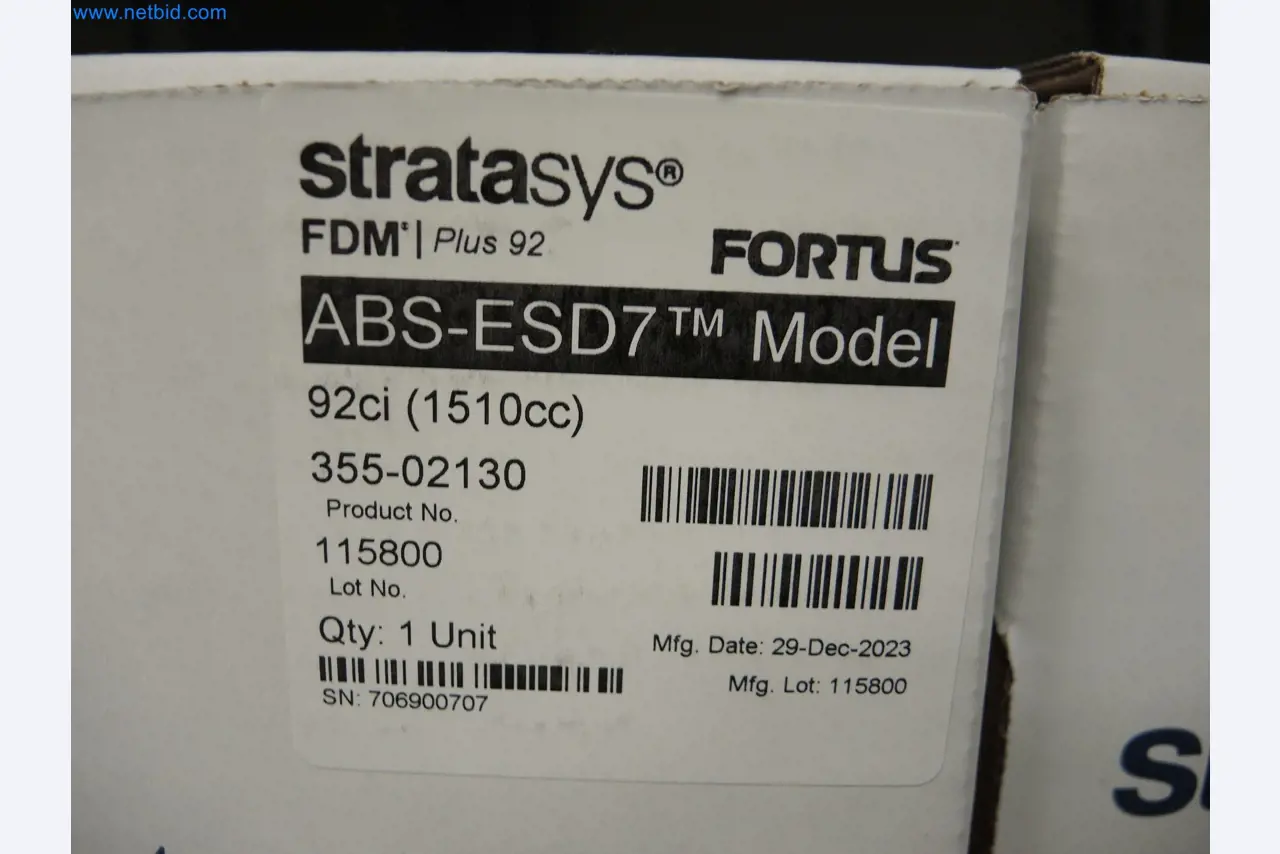 www.netbid.com
stratasys®
FDM® | Plus 92
FORTUS
ABS-ESD7™ Model
92ci (1510cc)
355-02130
Product No.
115800
Lot No.
Qty: 1 Unit
SN: 706900707
Mfg. Date: 29-Dec-2023
Mfg. Lot: 115800